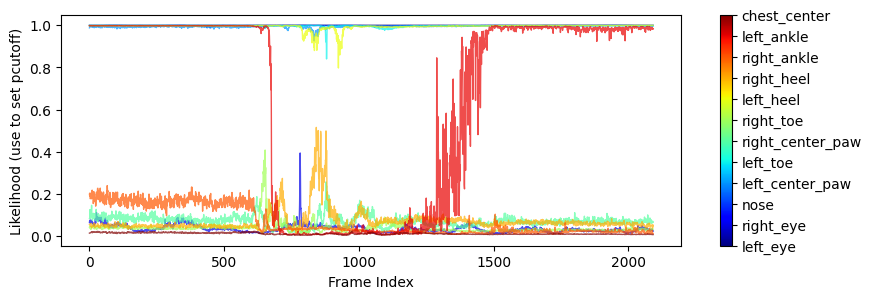 Likelihood (use to set pcutoff)
1.0
0.8
0.6
0.4
0.2
0.0
0
500
1000
1500
2000
Frame Index
chest_center
left_ankle
right_ankle
right_heel
left_heel
right_toe
right_center_paw
left_toe
left_center_paw
nose
right_eye
left_eye